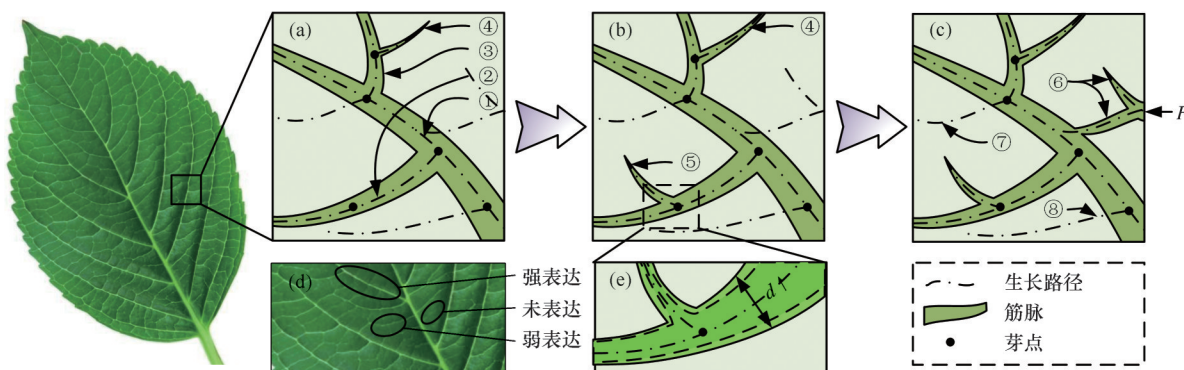 (a)
④
③
②
①
(b)
④
⑤
(c)
⑥
F
⑦
⑧
(d)
强表达
未表达
弱表达
(e)
d
生长路径
筋脉
芽点